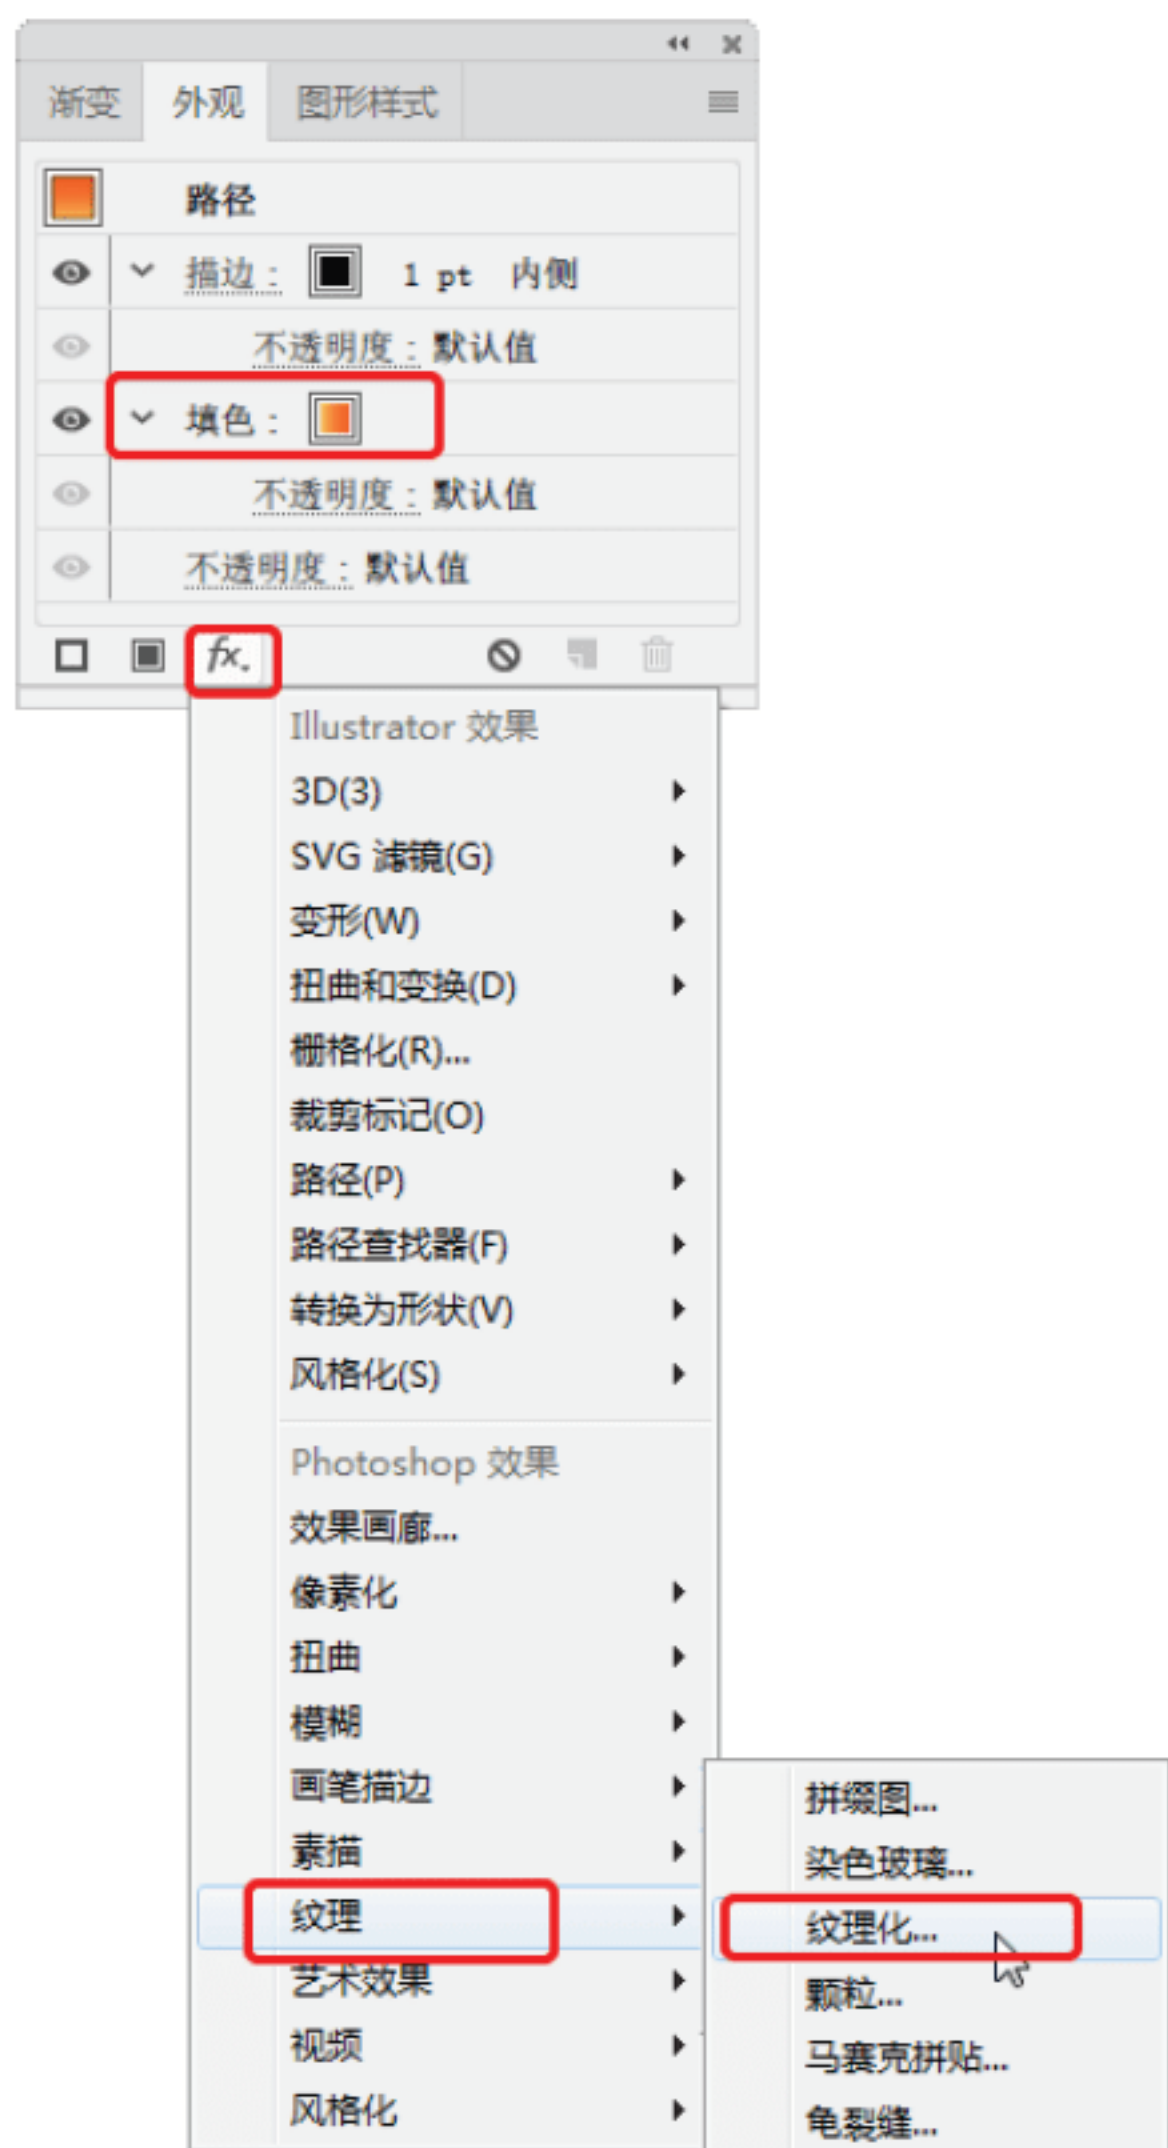 渐变 外观 图形样式
路径
描边： 1 pt 内侧
不透明度：默认值
填色：
不透明度：默认值
不透明度：默认值
fx.
Illustrator 效果
3D(3)
SVG 滤镜(G)
变形(W)
扭曲和变换(D)
栅格化(R)...
裁剪标记(O)
路径(P)
路径查找器(F)
转换为形状(V)
风格化(S)
Photoshop 效果
效果画廊...
像素化
扭曲
模糊
画笔描边
素描
纹理
艺术效果
视频
风格化
拼缀图...
染色玻璃...
纹理化...
颗粒...
马赛克拼贴...
龟裂缝...